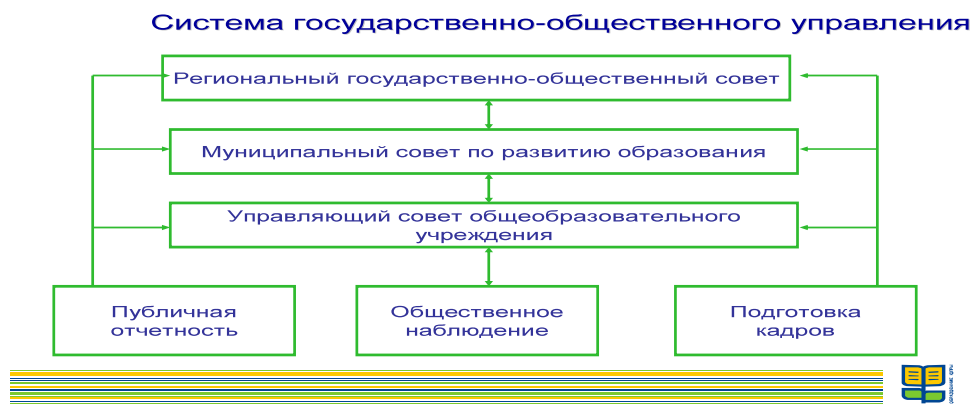 Система государственно-общественного управления
Региональный государственно-общественный совет
Муниципальный совет по развитию образования
Управляющий совет общеобразовательного
учреждения
Публичная
отчетность
Общественное
наблюдение
Подготовка
кадров